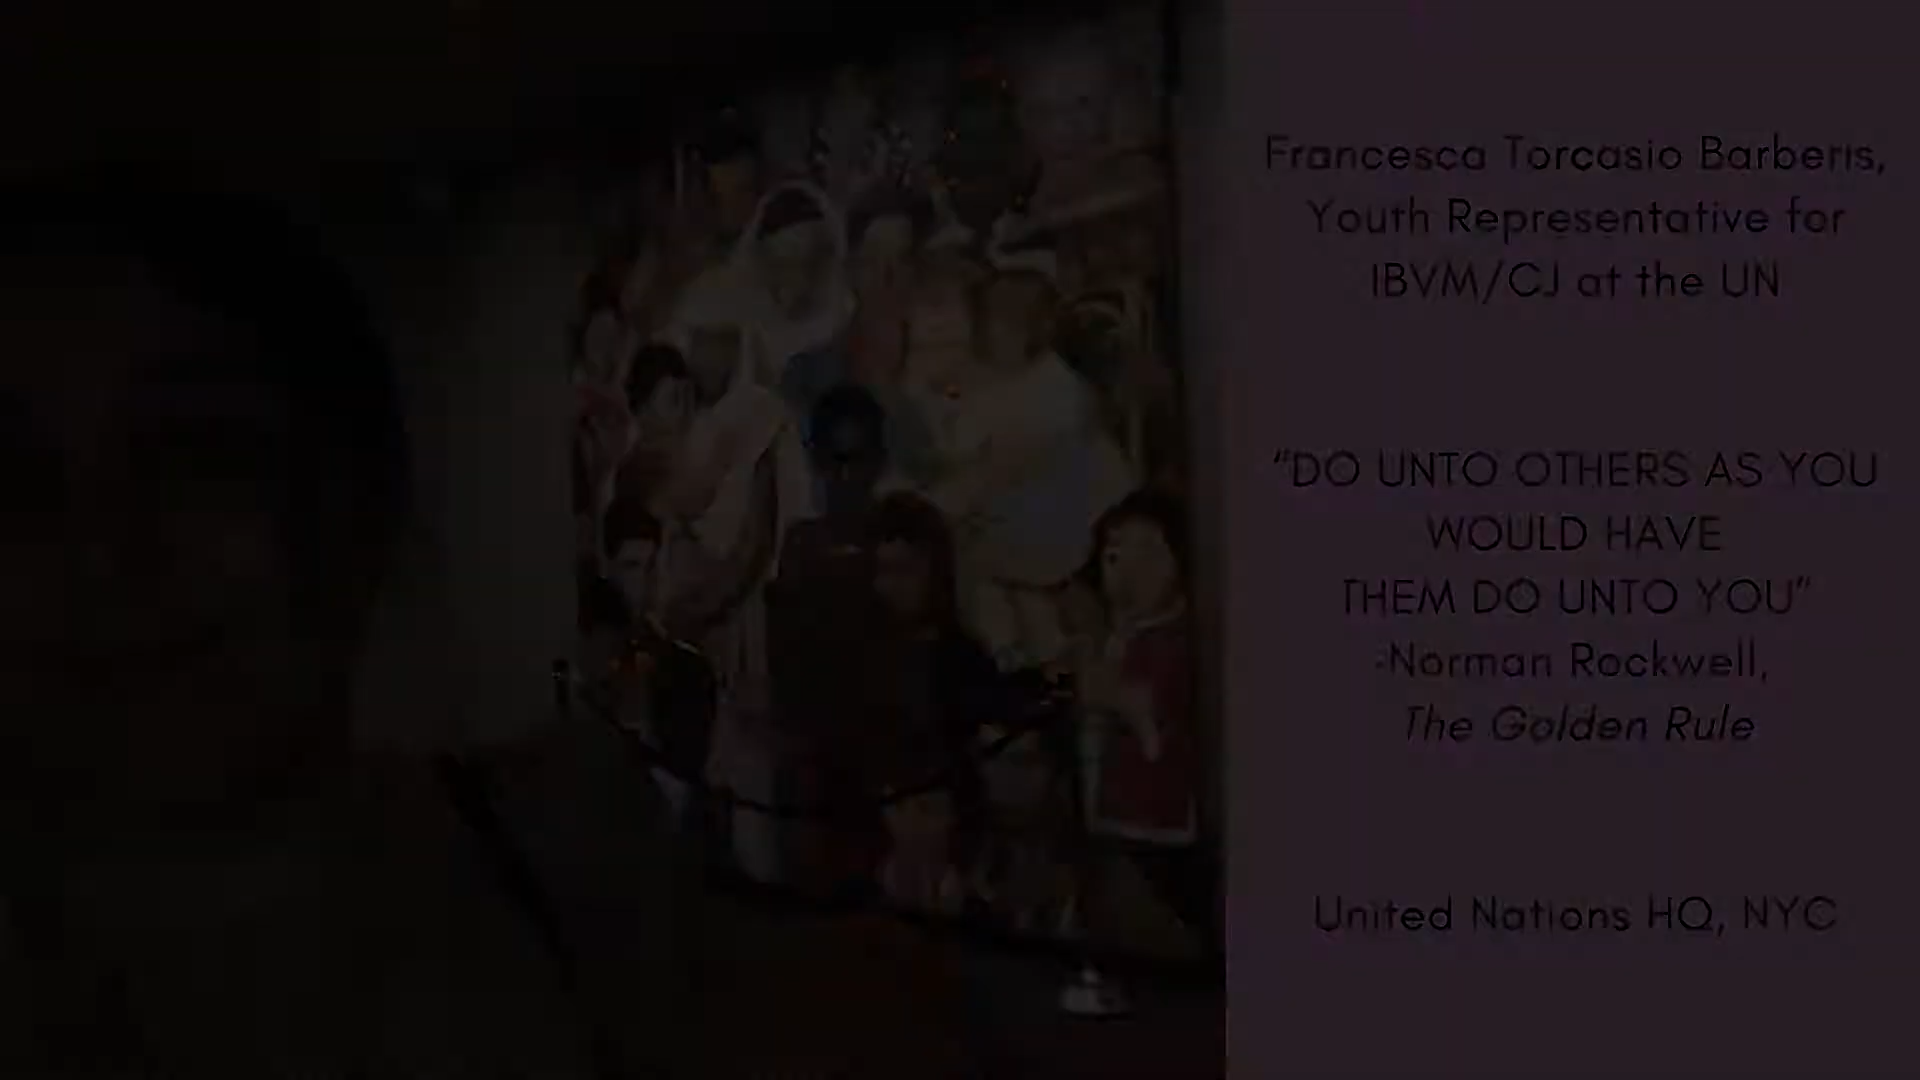 Francesca Torcasio Barberis,
Youth Representative for
IBVM/CJ at the UN
"DO UNTO OTHERS AS YOU
WOULD HAVE
THEM DO UNTO YOU"
-Norman Rockwell,
The Golden Rule
United Nations HQ, NYC